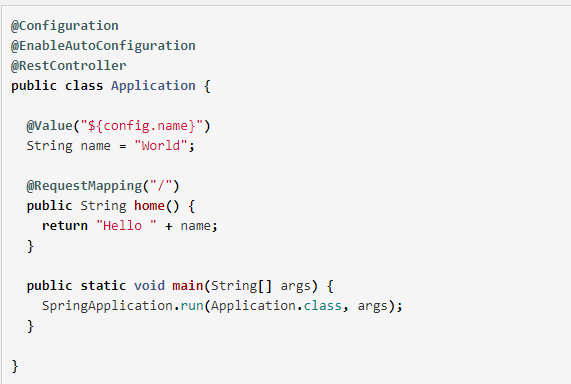 @Configuration
@EnableAutoConfiguration
@RestController
public class Application {
@Value("${config.name}")
String name = "World";
@RequestMapping("/")
public String home() {
return "Hello " + name;
}
public static void main(String[] args) {
SpringApplication.run(Application.class, args);
}
}